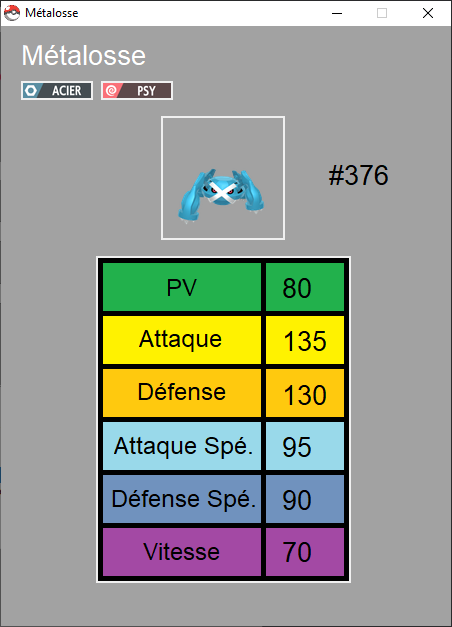 Métalosse
Métalosse
ACIER PSY
#376
PV 80
Attaque 135
Défense 130
Attaque Spé. 95
Défense Spé. 90
Vitesse 70